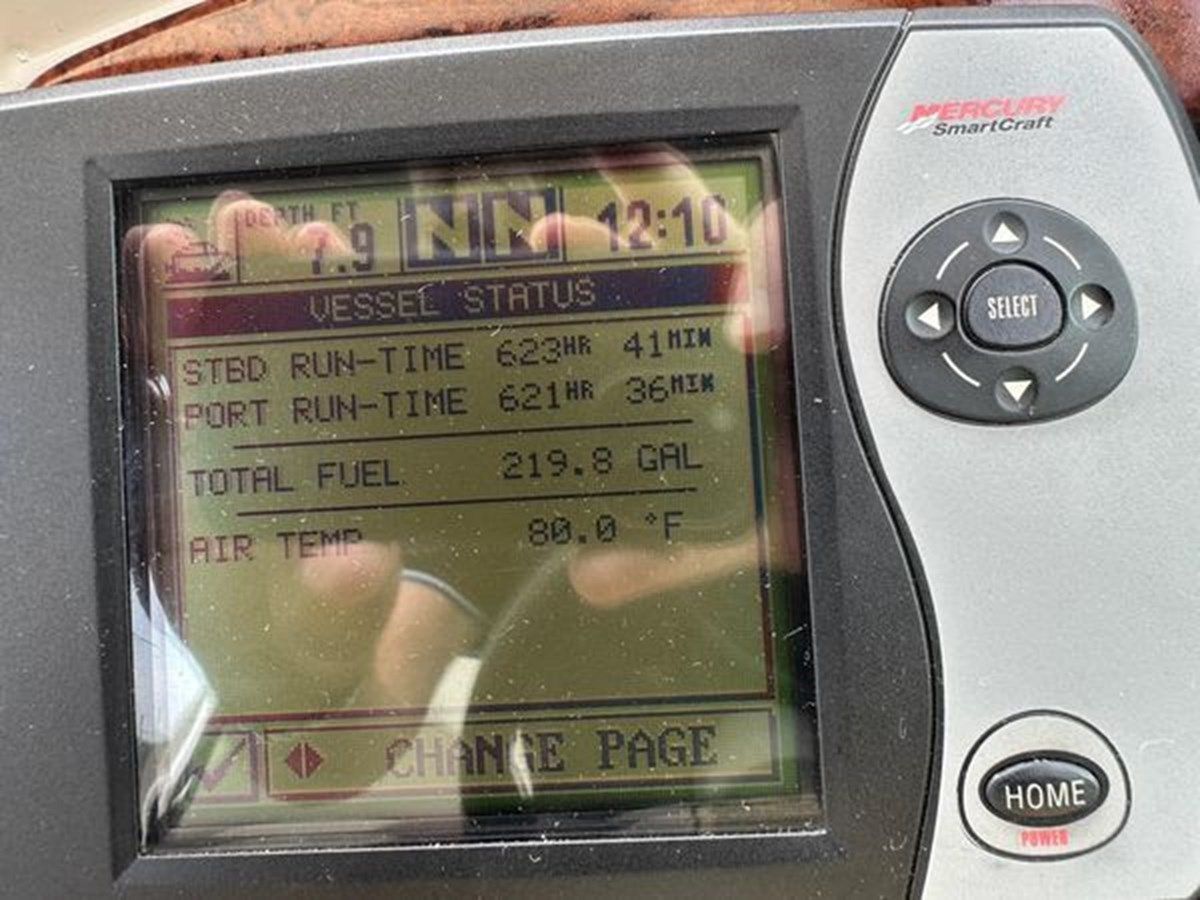 MERCURY
SmartCraft
DEPTH FT
7.9
N N
12:10
VESSEL STATUS
STBD RUN-TIME 623HR 41MIN
PORT RUN-TIME 621HR 36MIN
TOTAL FUEL 219.8 GAL
AIR TEMP 80.0 °F
CHANGE PAGE
SELECT
HOME
POWER